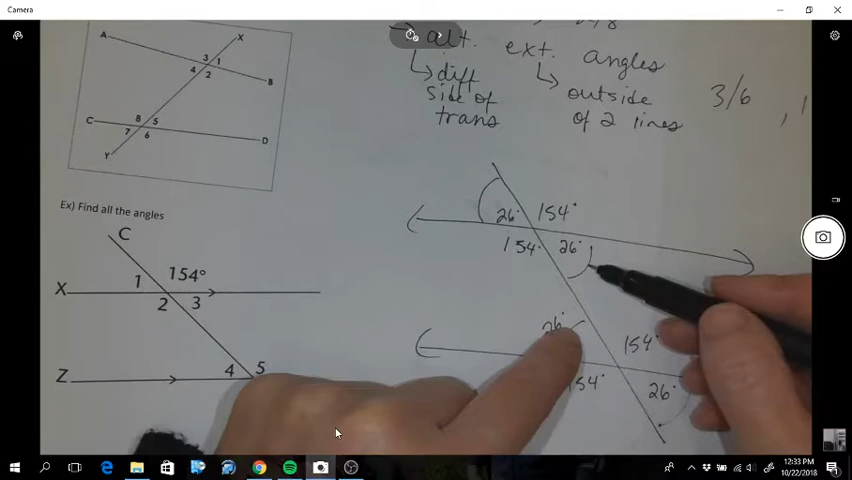 Camera
A
X
3
1
4
2
B
8
5
C
7
6
D
Y
alt.
ext. angles
diff
side of
trans
outside
of 2 lines
3/6 ,
Ex) Find all the angles
C
154°
X
1
2
3
Z
4
5
26° 154°
154° 26°
26°
154°
154°
26°
12:33 PM
10/22/2018